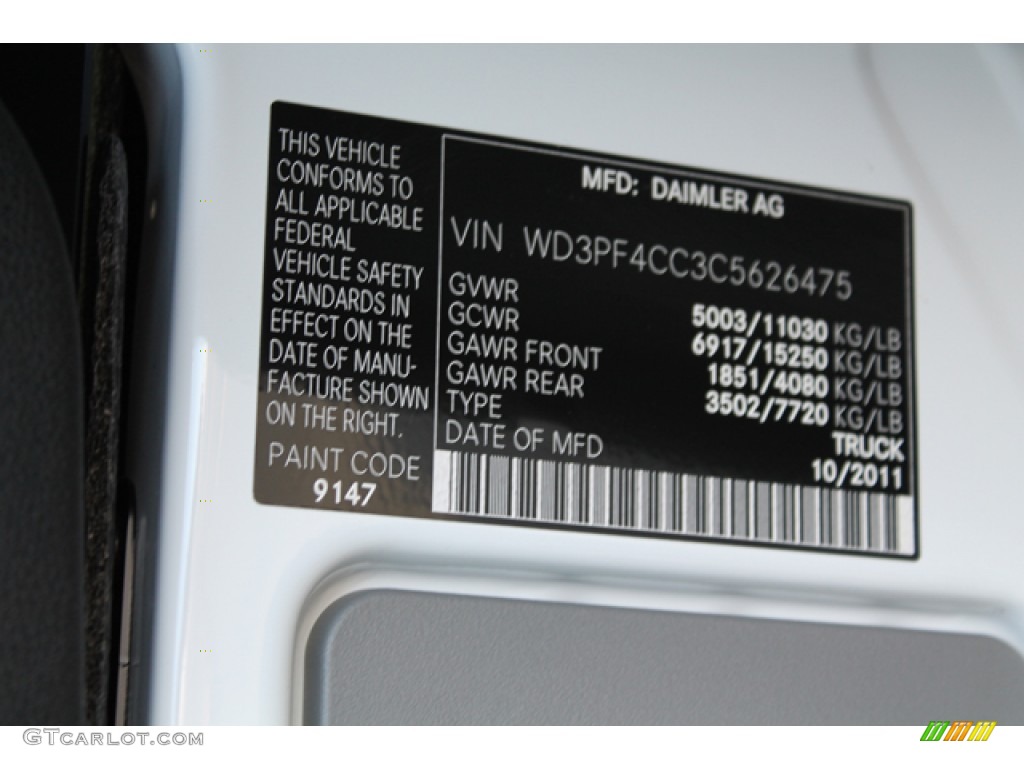 THIS VEHICLE
CONFORMS TO
ALL APPLICABLE
FEDERAL
VEHICLE SAFETY
STANDARDS IN
EFFECT ON THE
DATE OF MANU-
FACTURE SHOWN
ON THE RIGHT.
PAINT CODE
9147
MFD: DAIMLER AG
VIN WD3PF4CC3C5626475
GVWR 5003/11030 KG/LB
GCWR 6917/15250 KG/LB
GAWR FRONT 1851/4080 KG/LB
GAWR REAR 3502/7720 KG/LB
TYPE TRUCK
DATE OF MFD 10/2011
GTCARLOT.COM